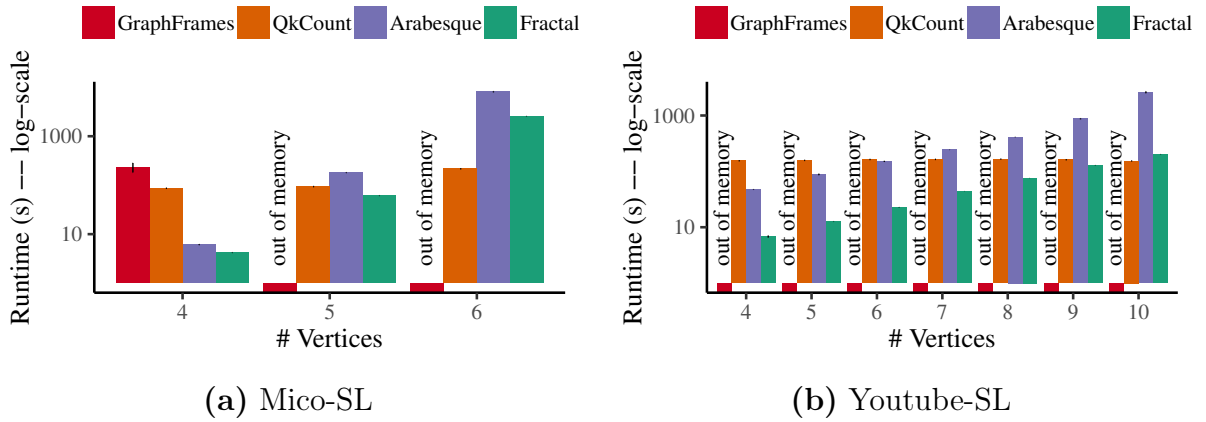 GraphFrames QkCount Arabesque Fractal
Runtime (s) −− log−scale
1000
10
out of memory
out of memory
4 5 6
# Vertices
(a) Mico-SL
GraphFrames QkCount Arabesque Fractal
Runtime (s) −− log−scale
1000
10
out of memory
out of memory
out of memory
out of memory
out of memory
out of memory
out of memory
4 5 6 7 8 9 10
# Vertices
(b) Youtube-SL